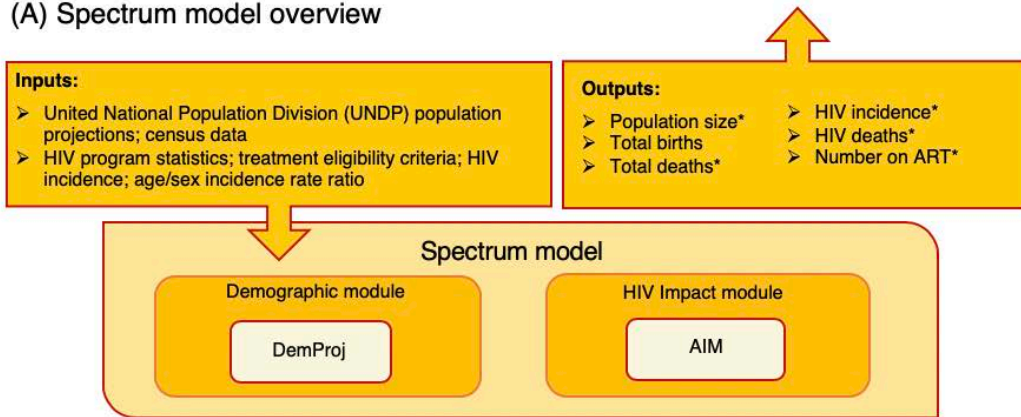 (A) Spectrum model overview
Inputs:
➢ United National Population Division (UNDP) population
projections; census data
➢ HIV program statistics; treatment eligibility criteria; HIV
incidence; age/sex incidence rate ratio
Outputs:
➢ Population size*
➢ Total births
➢ Total deaths*
➢ HIV incidence*
➢ HIV deaths*
➢ Number on ART*
Spectrum model
Demographic module
DemProj
HIV Impact module
AIM